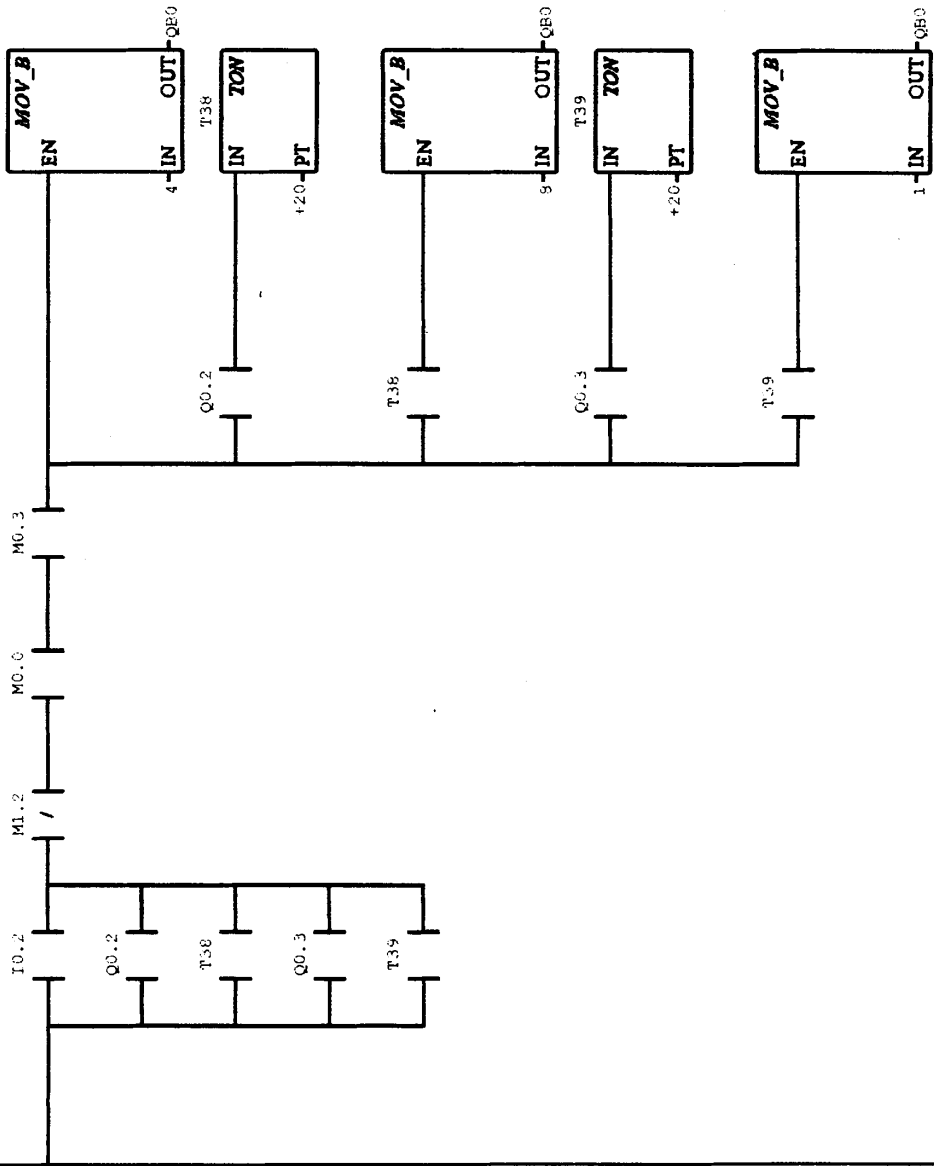 I0.2 M1.2 M0.0 M0.3 MOV_B
/
EN
Q0.2
4 IN OUT QB0
T38 Q0.2 T38
IN TON
Q0.3
+20 PT
T39 T38 MOV_B
EN
8 IN OUT QB0
Q0.3 T39
IN TON
+20 PT
T39 MOV_B
EN
1 IN OUT QB0